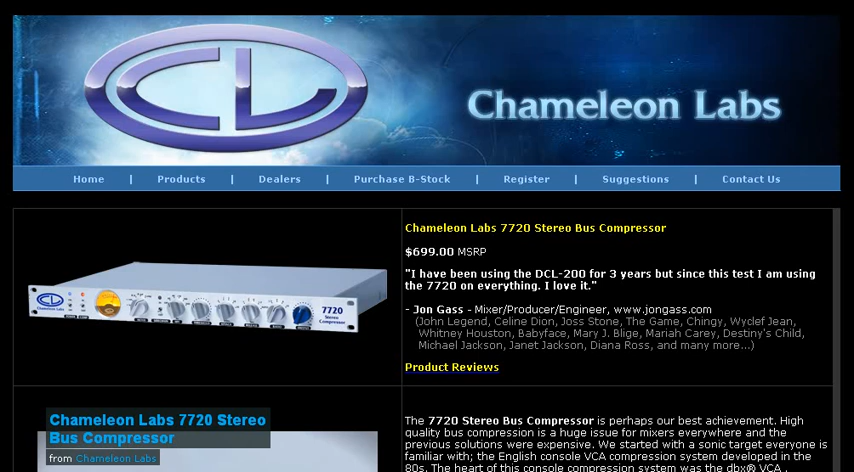 CL
Chameleon Labs
Home | Products | Dealers | Purchase B-Stock | Register | Suggestions | Contact Us
Chameleon Labs 7720 Stereo Bus Compressor
$699.00 MSRP
"I have been using the DCL-200 for 3 years but since this test I am using
the 7720 on everything. I love it."
- Jon Gass - Mixer/Producer/Engineer, www.jongass.com
(John Legend, Celine Dion, Joss Stone, The Game, Chingy, Wyclef Jean,
Whitney Houston, Babyface, Mary J. Blige, Mariah Carey, Destiny's Child,
Michael Jackson, Janet Jackson, Diana Ross, and many more...)
Product Reviews
CL
Chameleon Labs
7720
Stereo
Compressor
Chameleon Labs 7720 Stereo
Bus Compressor
from Chameleon Labs
The 7720 Stereo Bus Compressor is perhaps our best achievement. High
quality bus compression is a huge issue for mixers everywhere and the
previous solutions were expensive. We started with a sonic target everyone is
familiar with; the English console VCA compression system developed in the
80s. The heart of this console compression system was the dbx® VCA .